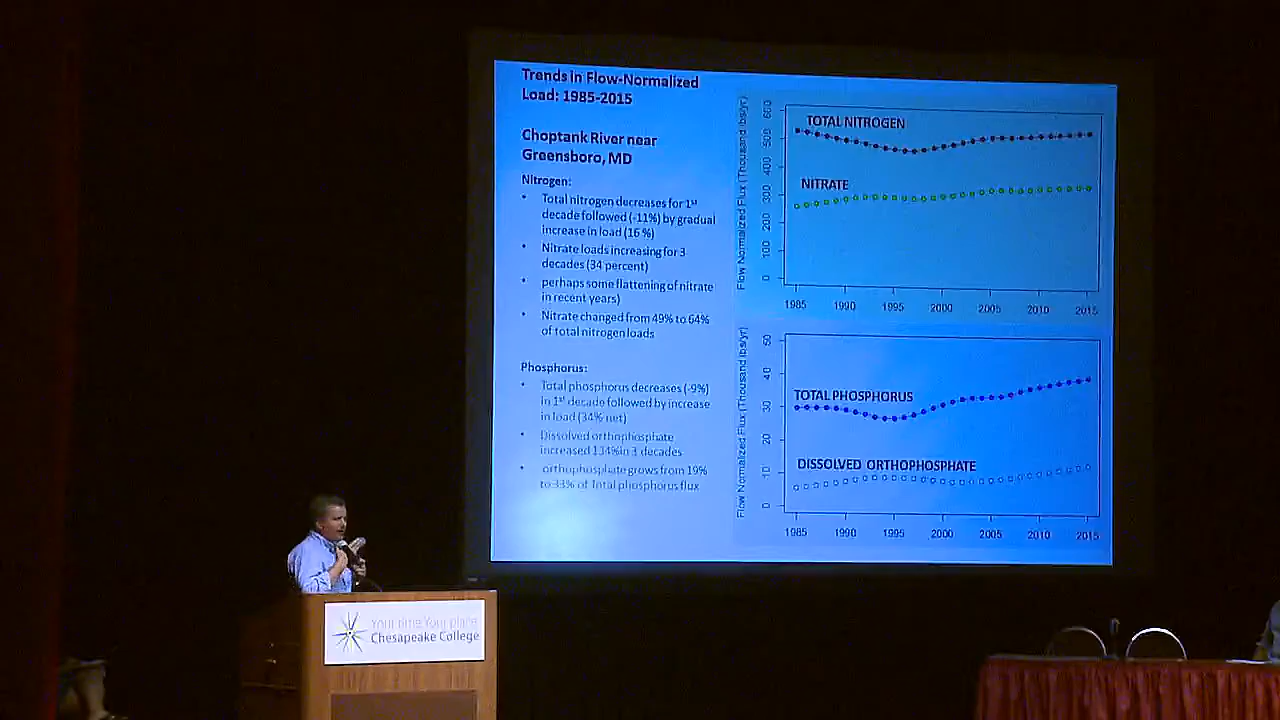 Trends in Flow-Normalized
Load: 1985-2015
Choptank River near
Greensboro, MD
Nitrogen:
• Total nitrogen decreases for 1st
decade followed (-11%) by gradual
increase in load (16 %)
• Nitrate loads increasing for 3
decades (34 percent)
• perhaps some flattening of nitrate
in recent years)
• Nitrate changed from 49% to 64%
of total nitrogen loads
Phosphorus:
• Total phosphorus decreases (-9%)
in 1st decade followed by increase
in load (34% net)
• Dissolved orthophosphate
increased 134%in 3 decades
• orthophosphate grows from 19%
to 33% of Total phosphorus flux
Flow Normalized Flux (Thousand lbs/yr)
600
500
400
300
200
100
0
TOTAL NITROGEN
NITRATE
1985 1990 1995 2000 2005 2010 2015
Flow Normalized Flux (Thousand lbs/yr)
50
40
30
20
10
0
TOTAL PHOSPHORUS
DISSOLVED ORTHOPHOSPHATE
1985 1990 1995 2000 2005 2010 2015
Your time. Your place.
Chesapeake College